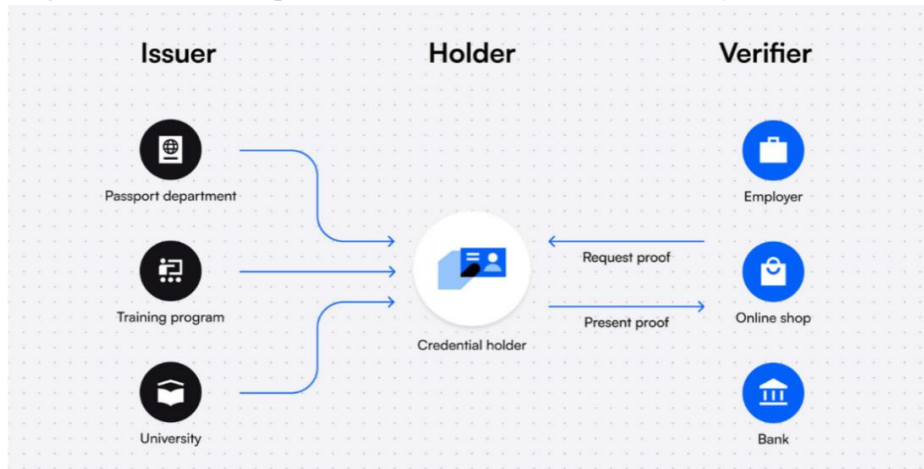 Issuer
Holder
Verifier
Passport department
Employer
Request proof
Training program
Online shop
Present proof
Credential holder
University
Bank